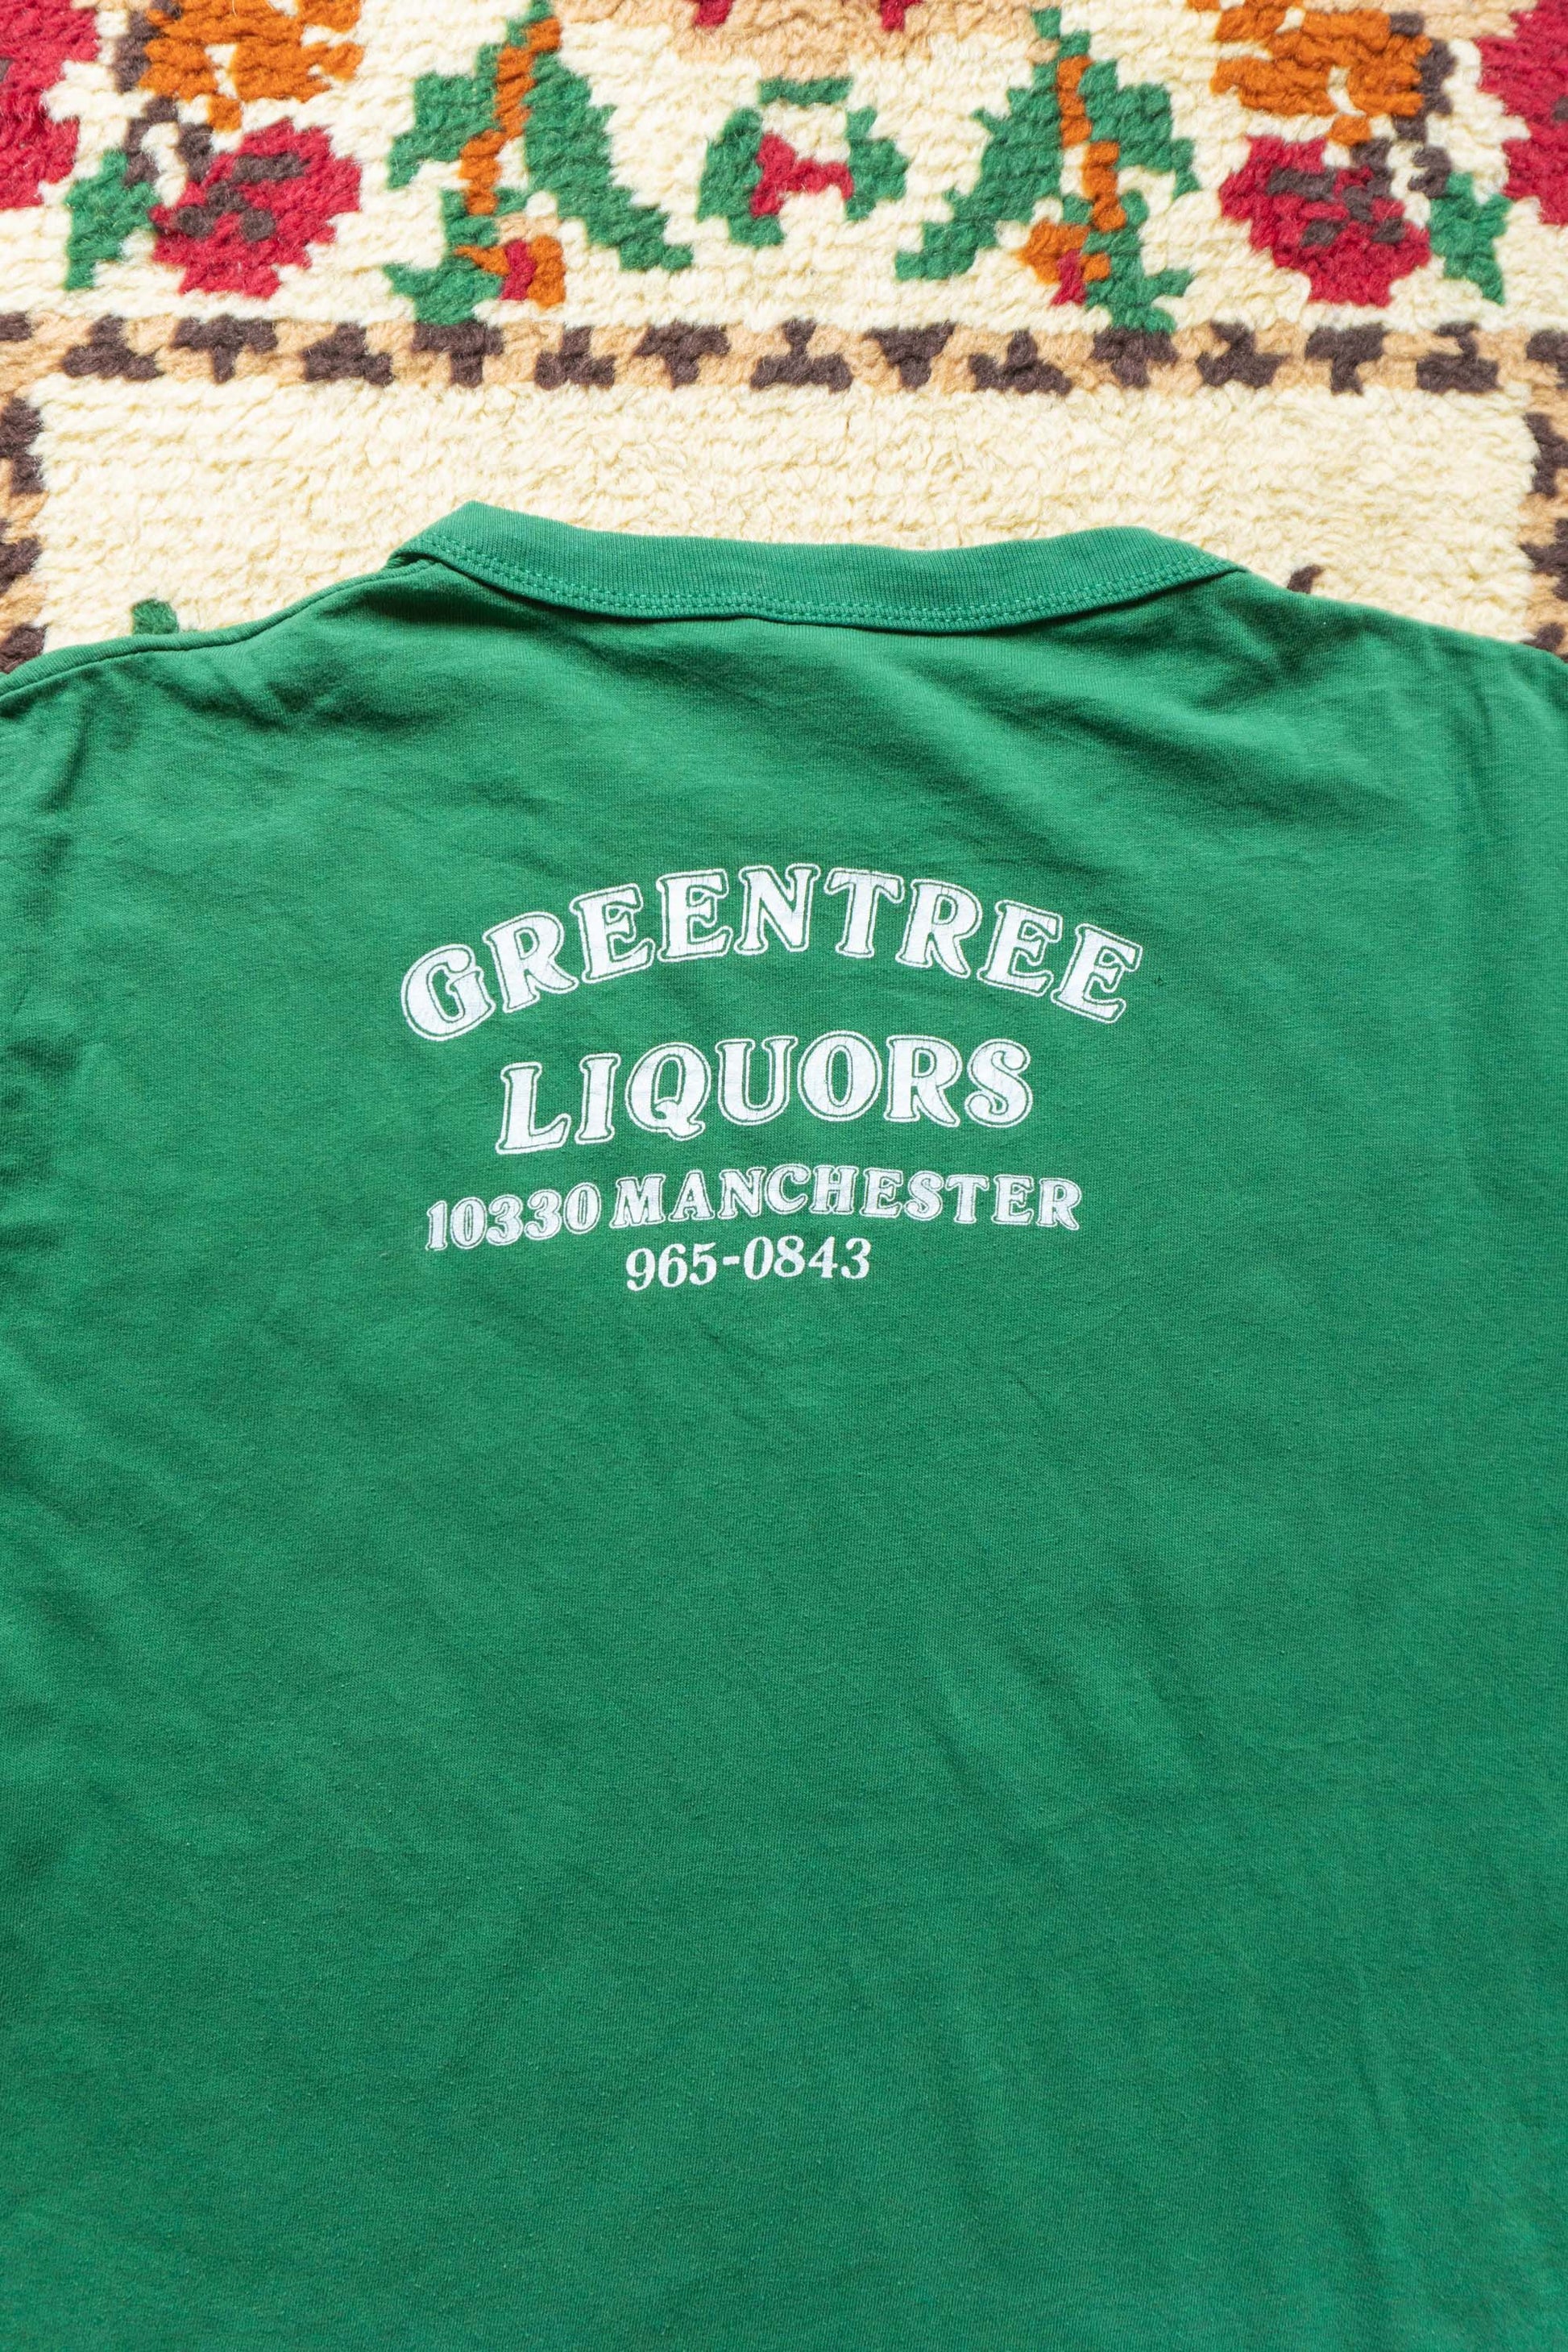 GREENTREE
LIQUORS
10330 MANCHESTER
965-0843